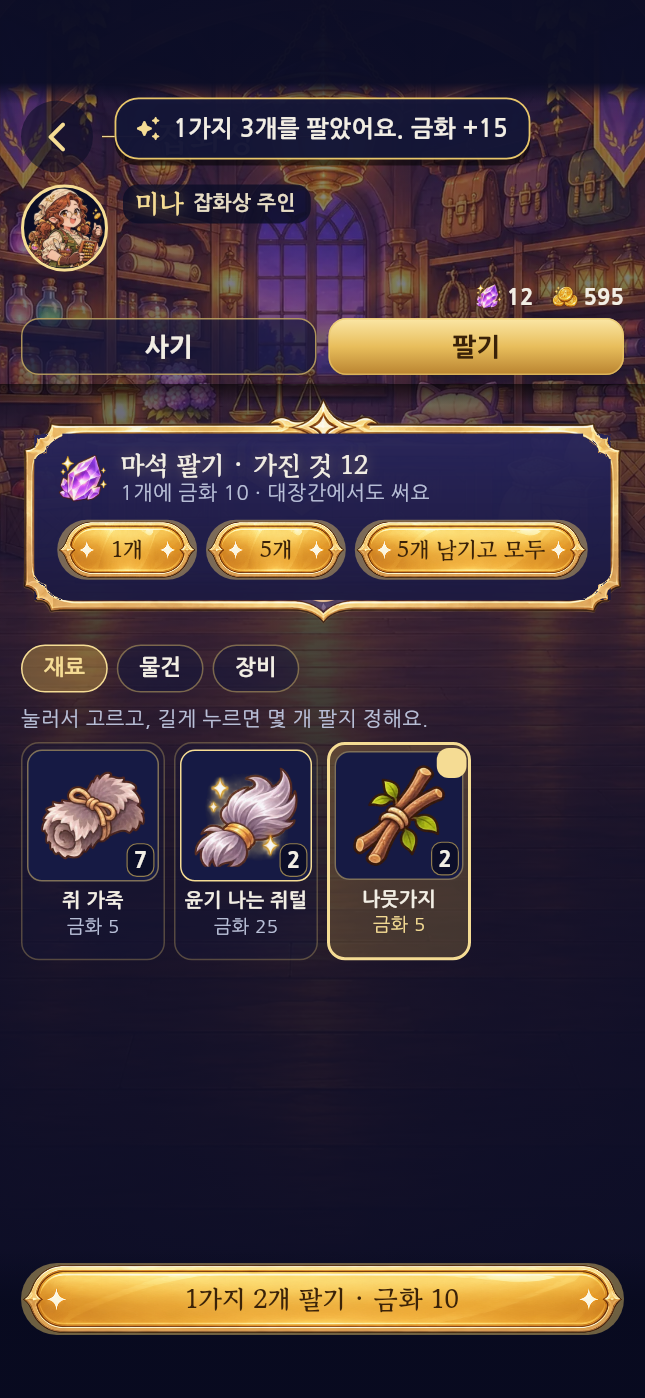 1가지 3개를 팔았어요. 금화 +15
미나 잡화상 주인
12 595
사기 팔기
마석 팔기 · 가진 것 12
1개에 금화 10 · 대장간에서도 써요
1개 5개 5개 남기고 모두
재료 물건 장비
눌러서 고르고, 길게 누르면 몇 개 팔지 정해요.
7 2 2
쥐 가죽 윤기 나는 쥐털 나뭇가지
금화 5 금화 25 금화 5
1가지 2개 팔기 · 금화 10